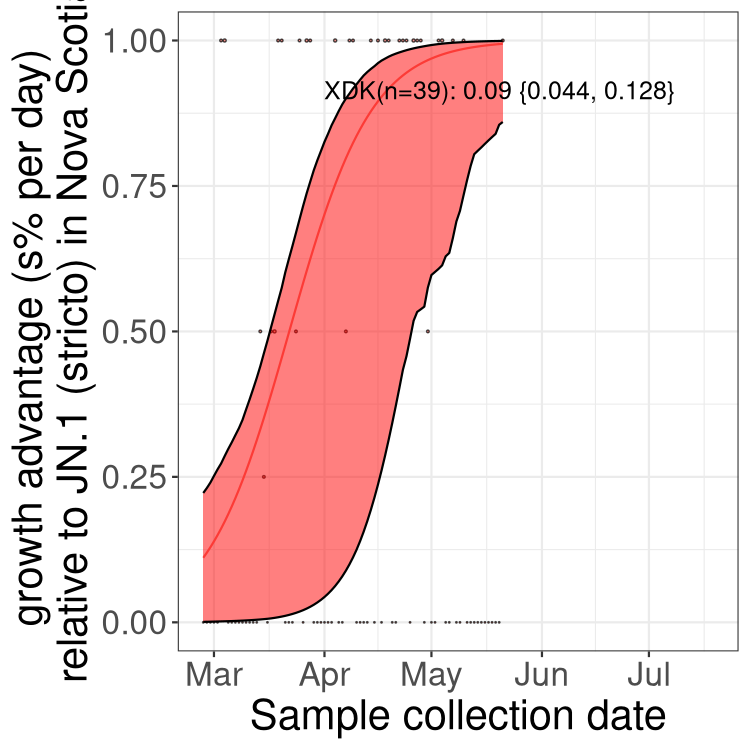 growth advantage (s% per day)
relative to JN.1 (stricto) in Nova Scotia
1.00
0.75
0.50
0.25
0.00
XDK(n=39): 0.09 {0.044, 0.128}
Mar Apr May Jun Jul
Sample collection date